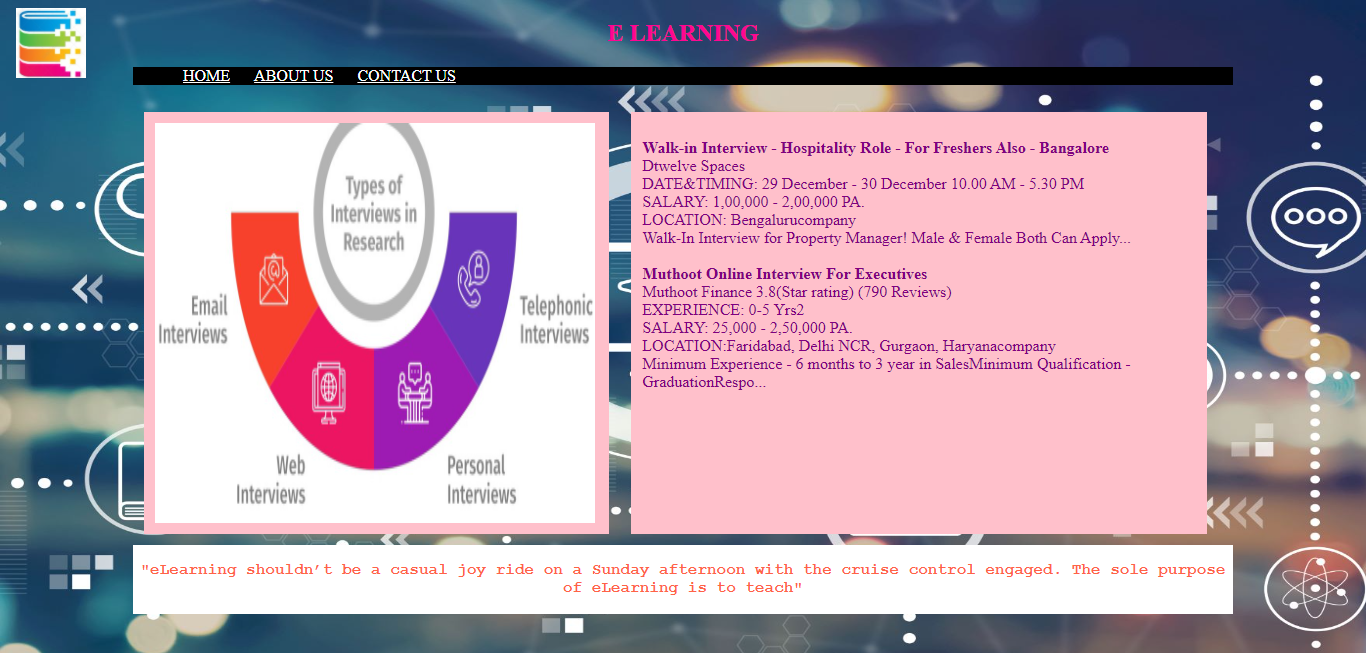 E LEARNING
HOME ABOUT US CONTACT US
Types of
Interviews in
Research
Email
Interviews
Telephonic
Interviews
Web
Interviews
Personal
Interviews
Walk-in Interview - Hospitality Role - For Freshers Also - Bangalore
Dtwelve Spaces
DATE&TIMING: 29 December - 30 December 10.00 AM - 5.30 PM
SALARY: 1,00,000 - 2,00,000 PA.
LOCATION: Bengalurucompany
Walk-In Interview for Property Manager! Male & Female Both Can Apply...
Muthoot Online Interview For Executives
Muthoot Finance 3.8(Star rating) (790 Reviews)
EXPERIENCE: 0-5 Yrs2
SALARY: 25,000 - 2,50,000 PA.
LOCATION:Faridabad, Delhi NCR, Gurgaon, Haryanacompany
Minimum Experience - 6 months to 3 year in SalesMinimum Qualification -
GraduationRespo...
"eLearning shouldn’t be a casual joy ride on a Sunday afternoon with the cruise control engaged. The sole purpose
of eLearning is to teach"